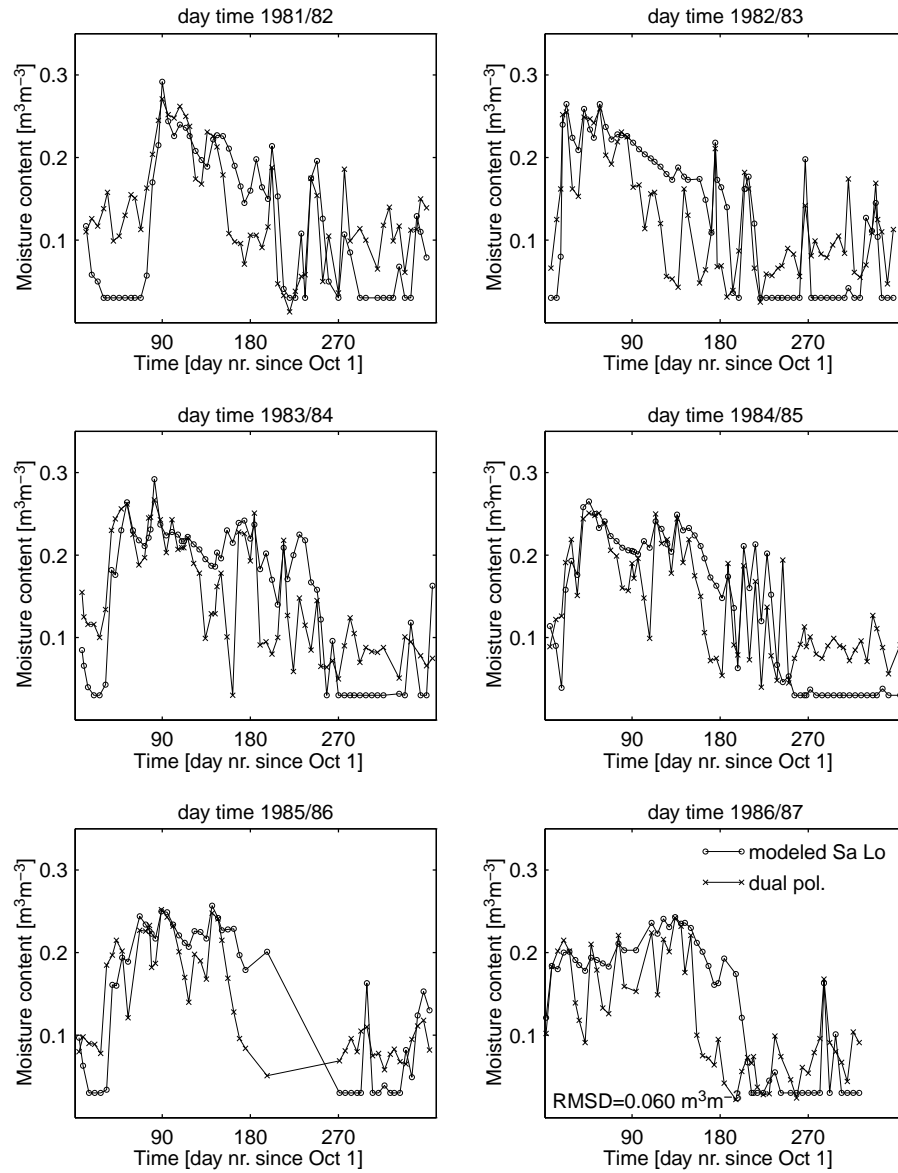 day time 1981/82
0.3
0.2
0.1
Moisture content [m³m⁻³]
90 180 270
Time [day nr. since Oct 1]
day time 1982/83
0.3
0.2
0.1
Moisture content [m³m⁻³]
90 180 270
Time [day nr. since Oct 1]
day time 1983/84
0.3
0.2
0.1
Moisture content [m³m⁻³]
90 180 270
Time [day nr. since Oct 1]
day time 1984/85
0.3
0.2
0.1
Moisture content [m³m⁻³]
90 180 270
Time [day nr. since Oct 1]
day time 1985/86
0.3
0.2
0.1
Moisture content [m³m⁻³]
90 180 270
Time [day nr. since Oct 1]
day time 1986/87
0.3
0.2
0.1
Moisture content [m³m⁻³]
modeled Sa Lo
dual pol.
RMSD=0.060 m³m⁻³
90 180 270
Time [day nr. since Oct 1]